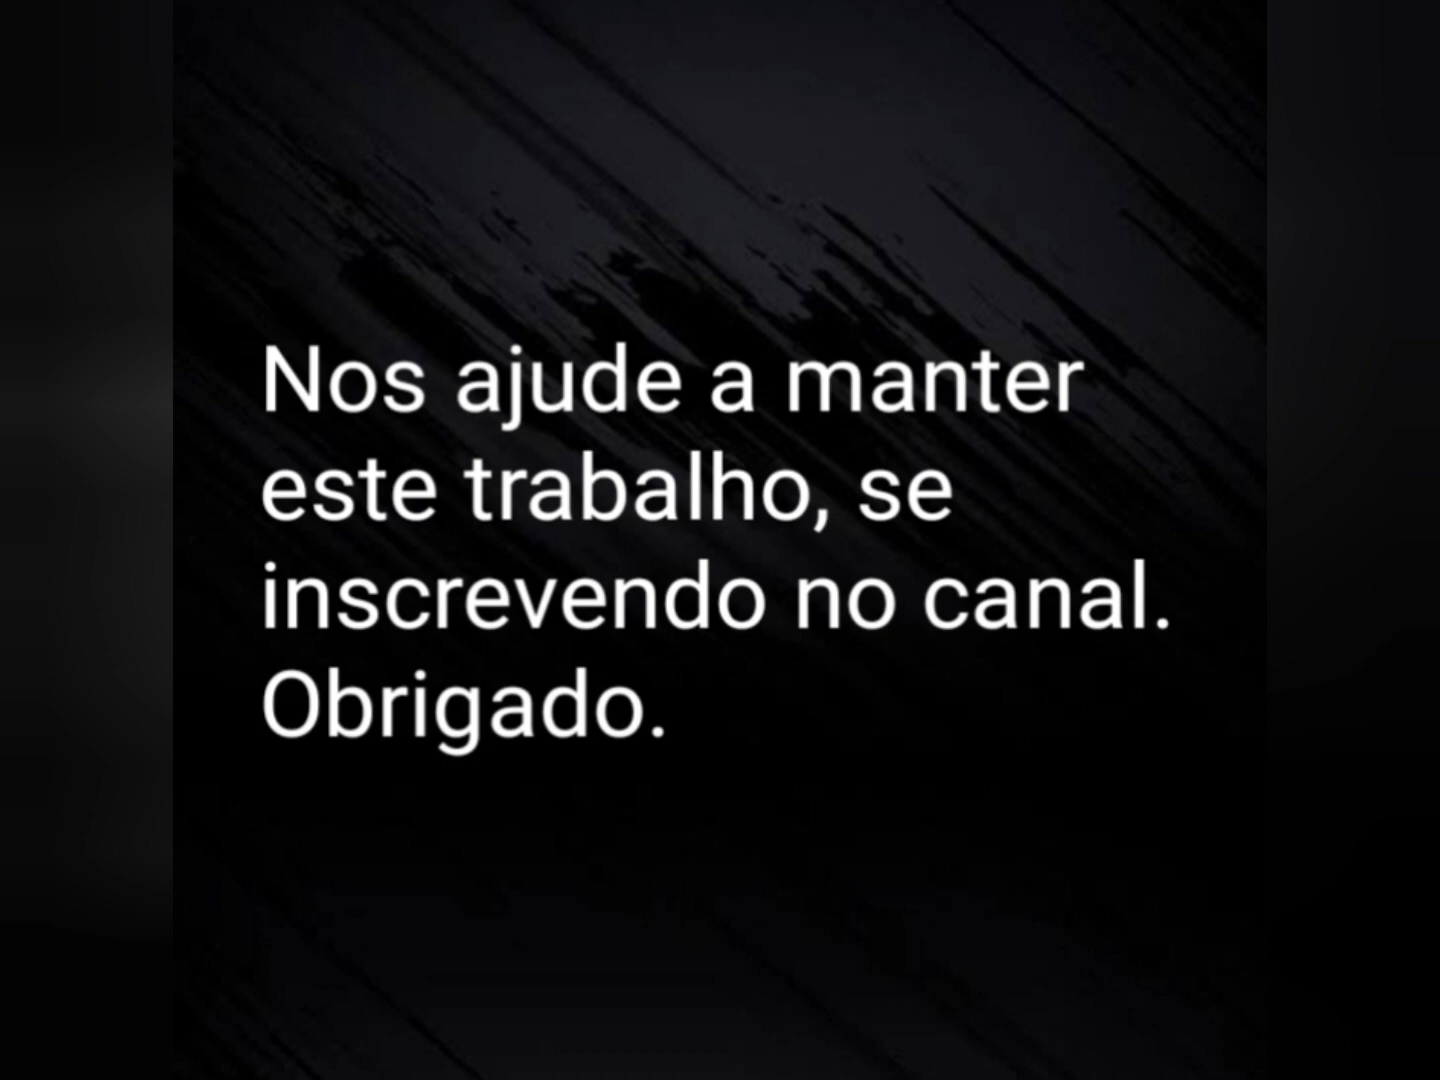 Nos ajude a manter
este trabalho, se
inscrevendo no canal.
Obrigado.